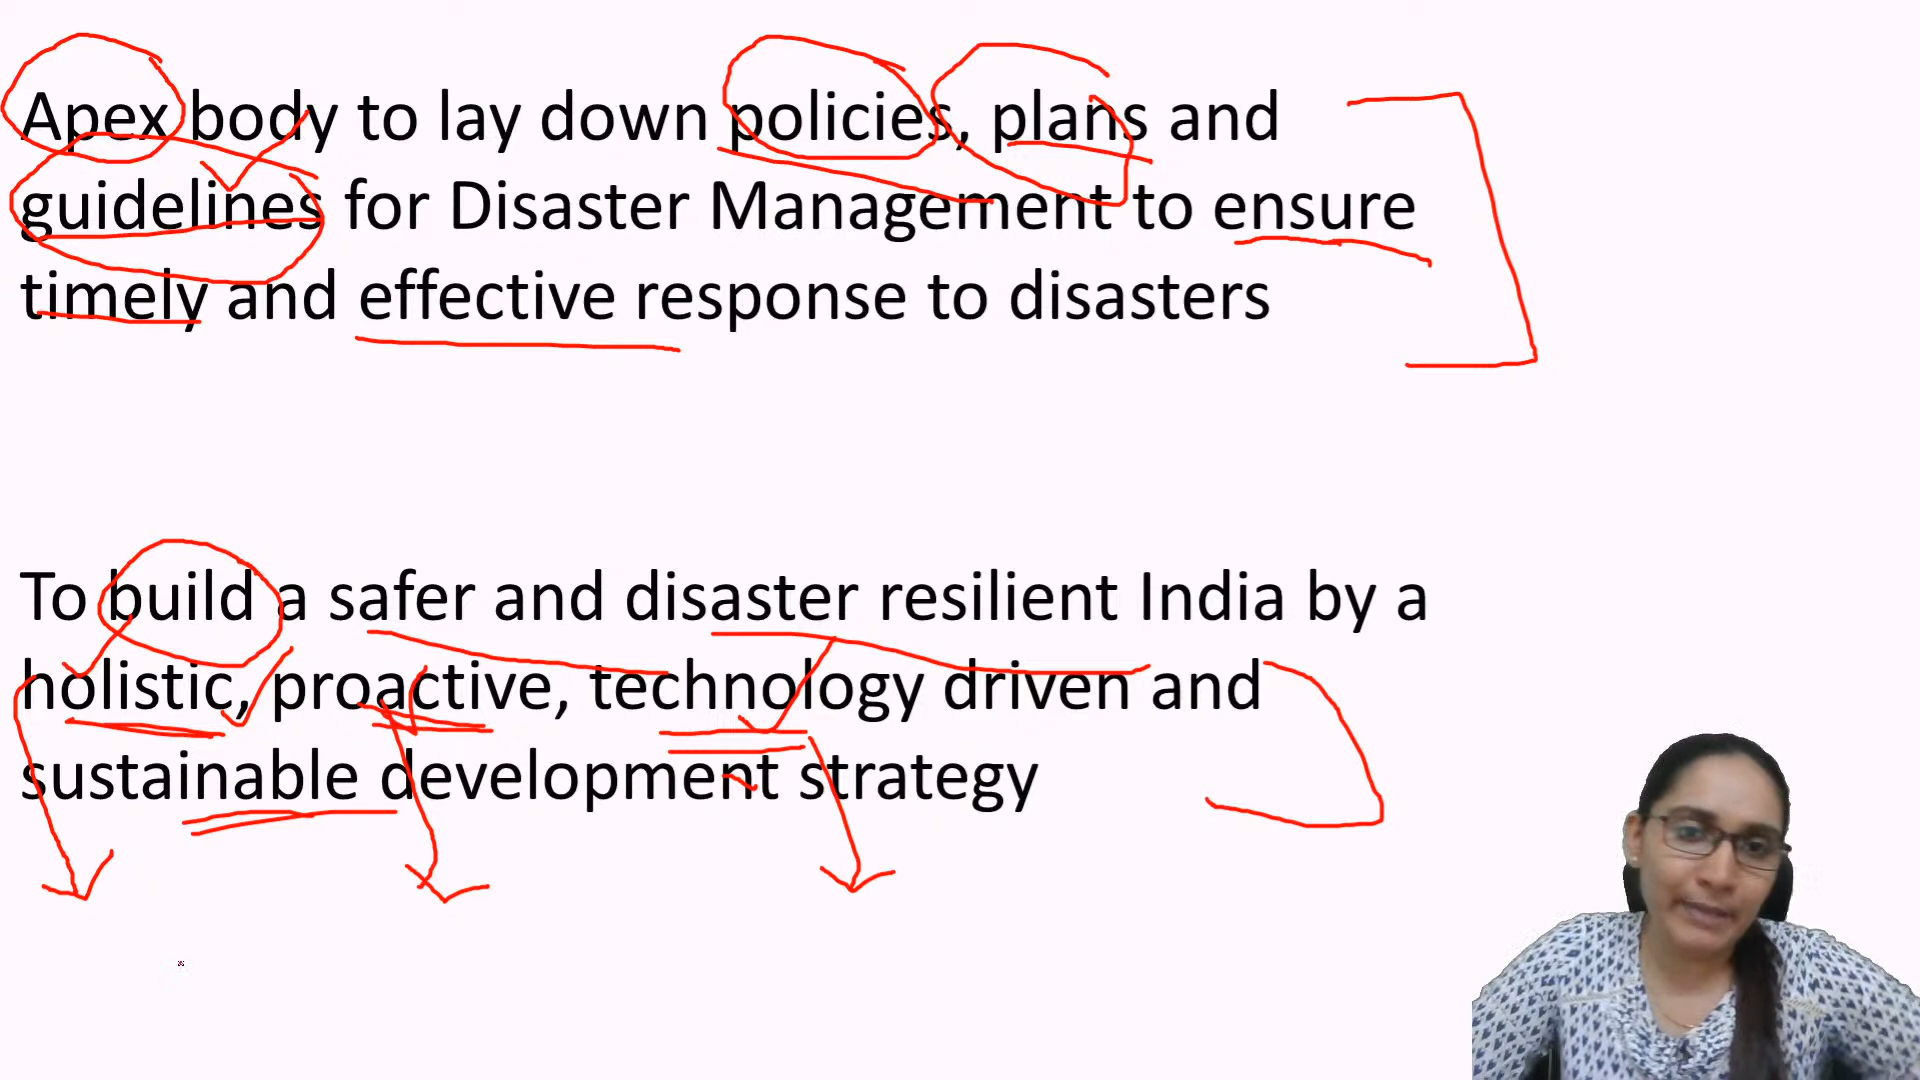 Apex body to lay down policies, plans and
guidelines for Disaster Management to ensure
timely and effective response to disasters
To build a safer and disaster resilient India by a
holistic, proactive, technology driven and
sustainable development strategy